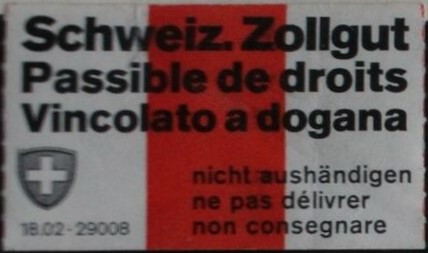 Schweiz. Zollgut
Passible de droits
Vincolato a dogana
nicht aushändigen
ne pas délivrer
non consegnare
18.02-29008